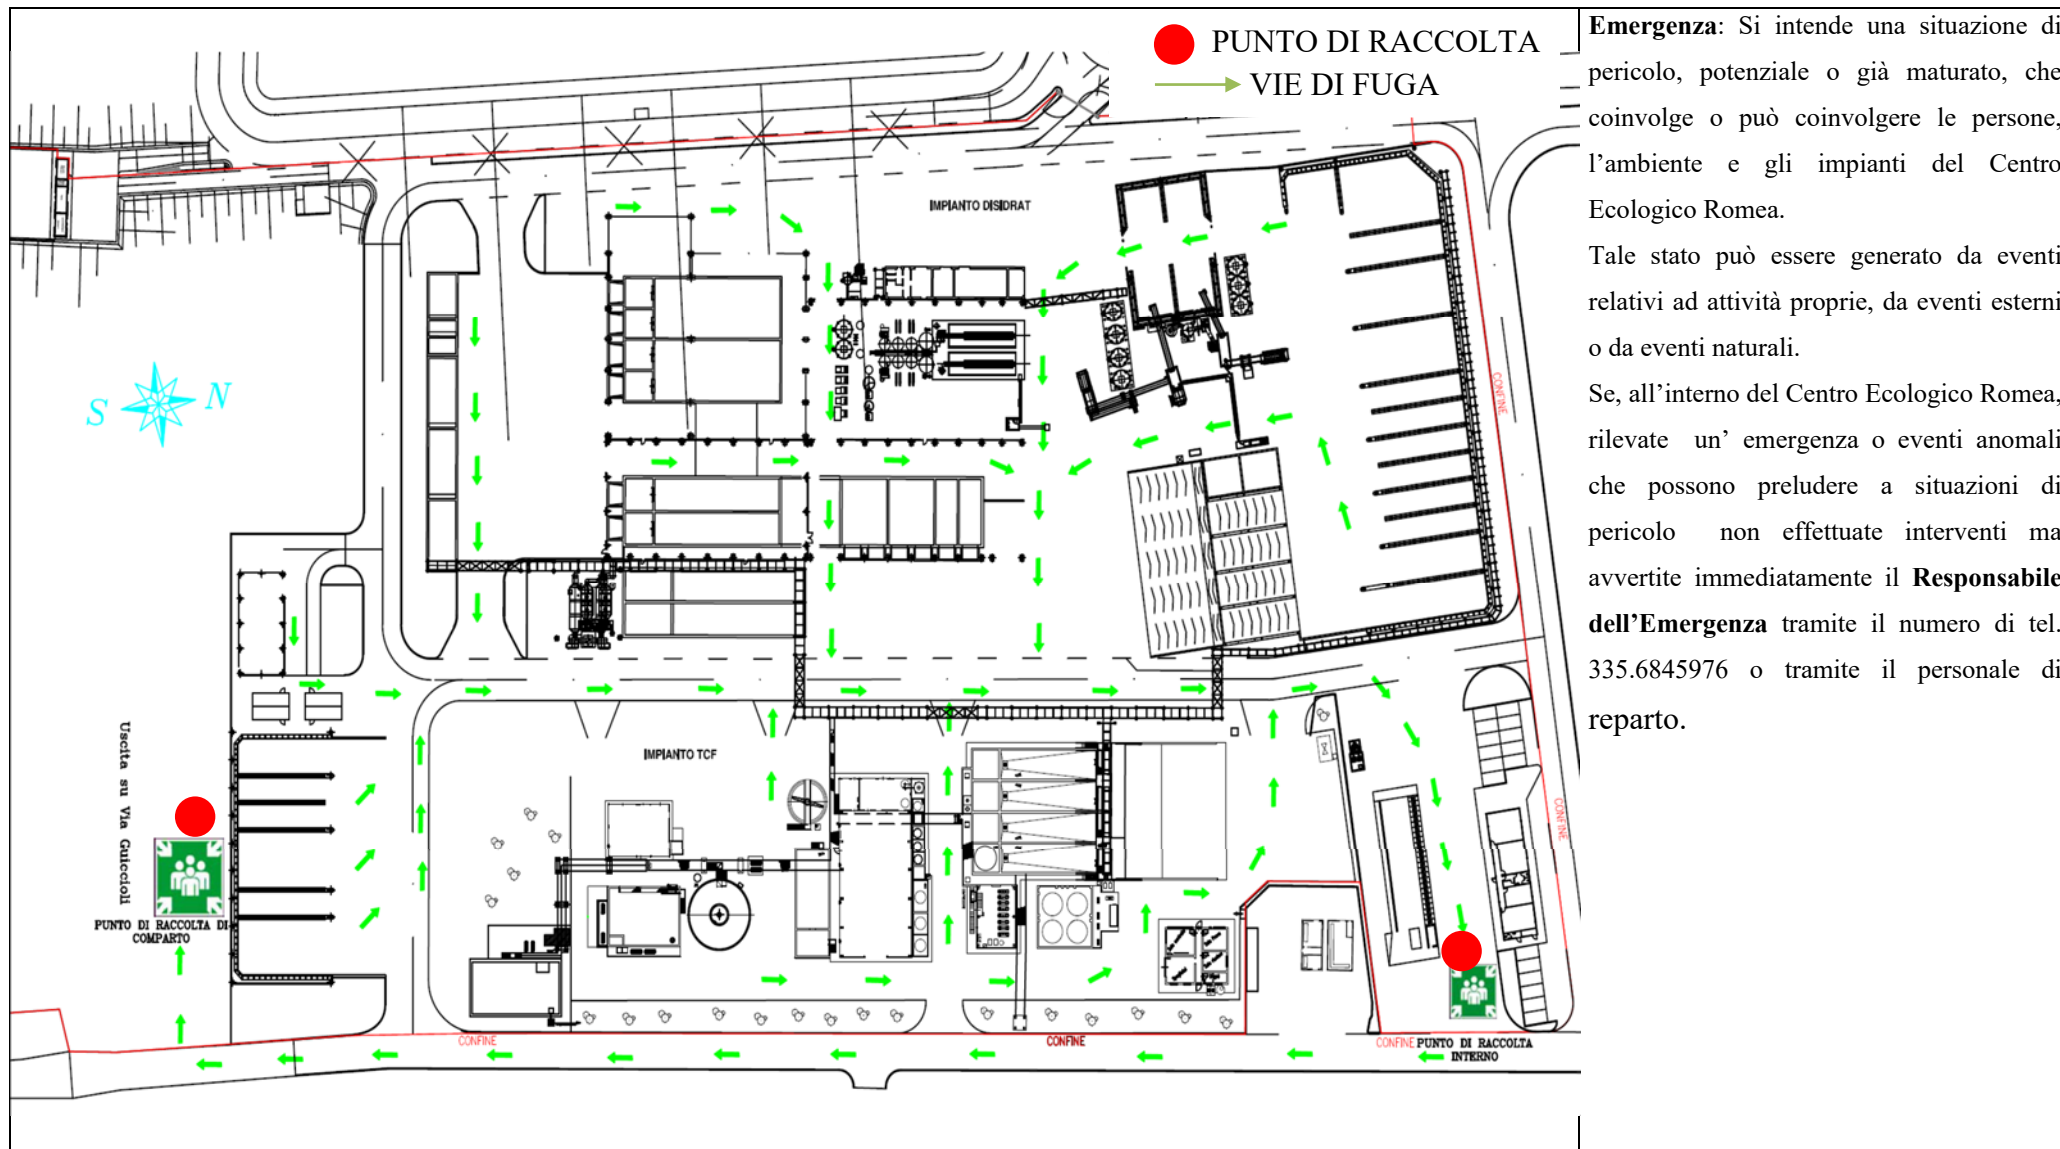 PUNTO DI RACCOLTA
VIE DI FUGA
IMPIANTO DISIDRAT
S
N
CONFINE
IMPIANTO TCF
Uscita su Via Guiccioli
CONFINE
PUNTO DI RACCOLTA DI
COMPARTO
CONFINE
CONFINE
CONFINE
PUNTO DI RACCOLTA
INTERNO
Emergenza: Si intende una situazione di
pericolo, potenziale o già maturato, che
coinvolge o può coinvolgere le persone,
l’ambiente e gli impianti del Centro
Ecologico Romea.
Tale stato può essere generato da eventi
relativi ad attività proprie, da eventi esterni
o da eventi naturali.
Se, all’interno del Centro Ecologico Romea,
rilevate un’ emergenza o eventi anomali
che possono preludere a situazioni di
pericolo non effettuate interventi ma
avvertite immediatamente il Responsabile
dell’Emergenza tramite il numero di tel.
335.6845976 o tramite il personale di
reparto.